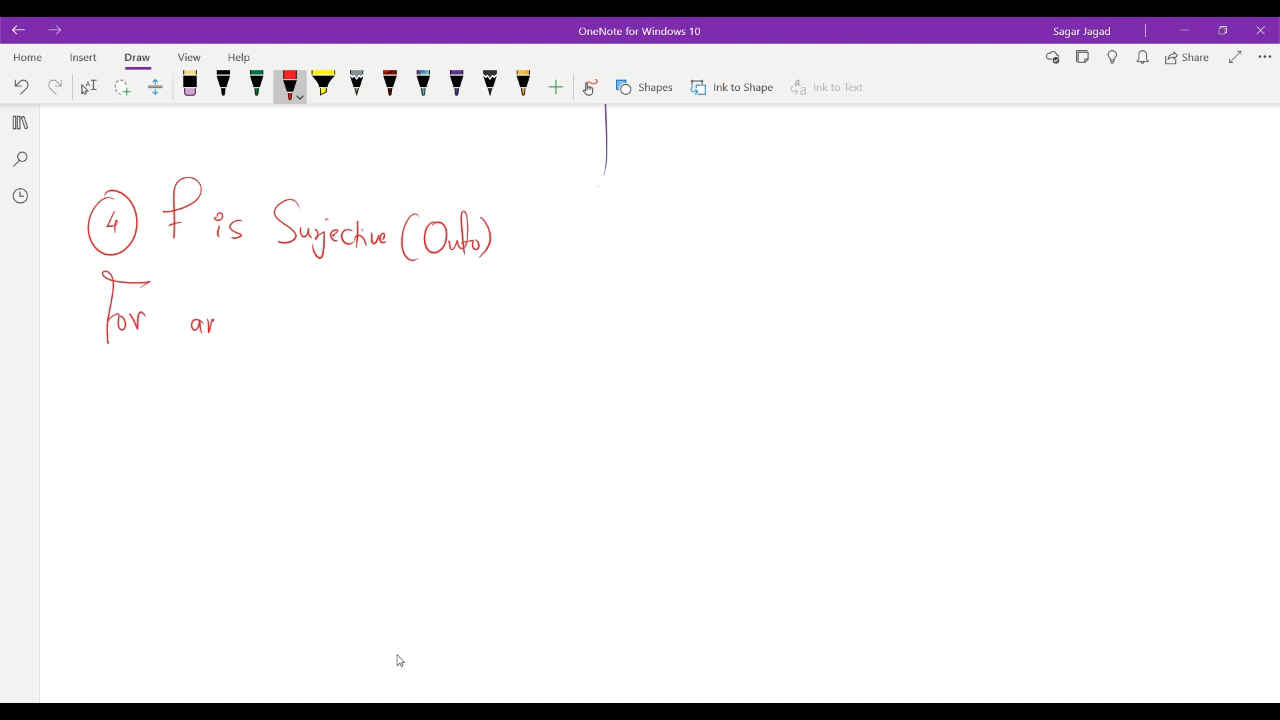 OneNote for Windows 10
Sagar Jagad
Home Insert Draw View Help
Share
Shapes Ink to Shape Ink to Text
4 f is Surjective (Onto)
For ar